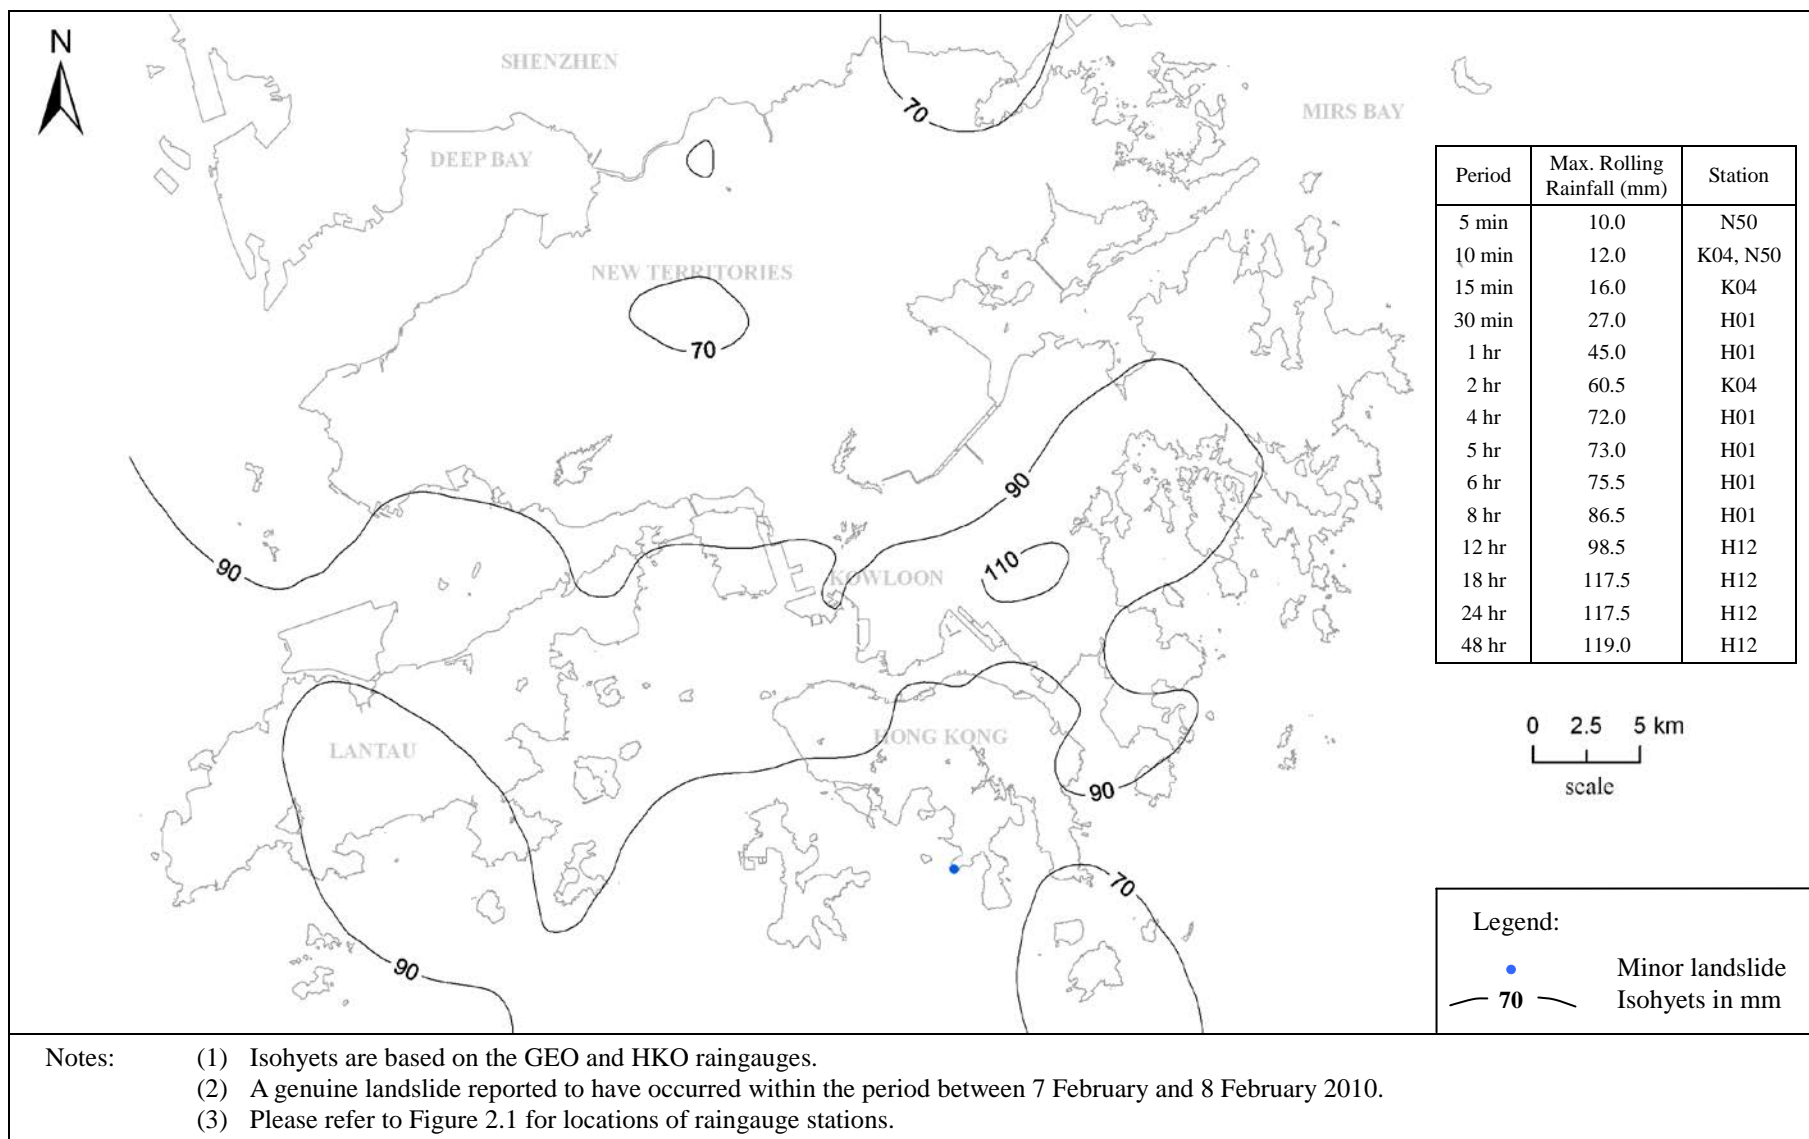 N
SHENZHEN
MIRS BAY
70
DEEP BAY
NEW TERRITORIES
70
90
90
110
KOWLOON
LANTAU
HONG KONG
90
70
90
Period Max. Rolling Rainfall (mm) Station
5 min 10.0 N50
10 min 12.0 K04, N50
15 min 16.0 K04
30 min 27.0 H01
1 hr 45.0 H01
2 hr 60.5 K04
4 hr 72.0 H01
5 hr 73.0 H01
6 hr 75.5 H01
8 hr 86.5 H01
12 hr 98.5 H12
18 hr 117.5 H12
24 hr 117.5 H12
48 hr 119.0 H12
0 2.5 5 km
scale
Legend:
Minor landslide
70 Isohyets in mm
Notes: (1) Isohyets are based on the GEO and HKO raingauges.
(2) A genuine landslide reported to have occurred within the period between 7 February and 8 February 2010.
(3) Please refer to Figure 2.1 for locations of raingauge stations.